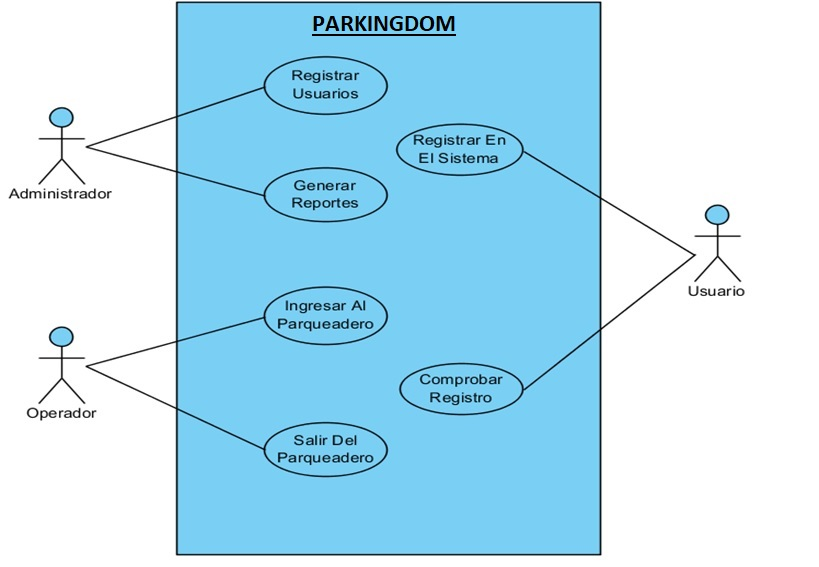 PARKINGDOM
Registrar
Usuarios
Registrar En
El Sistema
Administrador
Generar
Reportes
Usuario
Ingresar Al
Parqueadero
Comprobar
Registro
Operador
Salir Del
Parqueadero